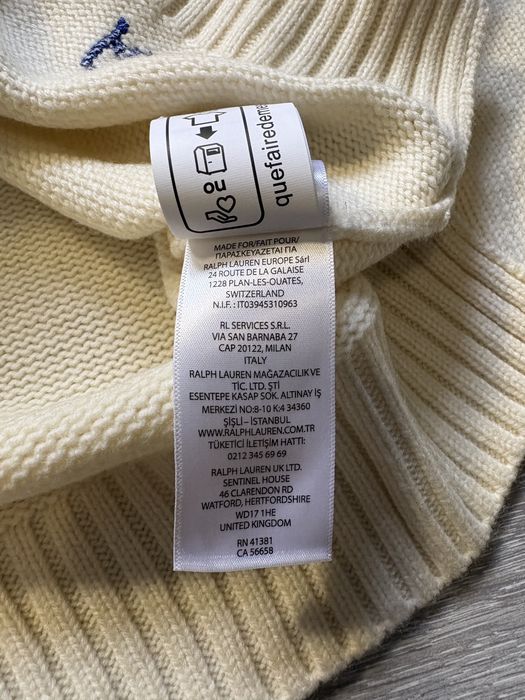 OU
quefairedeme
MADE FOR/FAIT POUR/
ΠΑΡΑΣΚΕΥΑΖΕΤΑΙ ΓΙΑ
RALPH LAUREN EUROPE Sárl
24 ROUTE DE LA GALAISE
1228 PLAN-LES-OUATES,
SWITZERLAND
N.I.F.: IT03945310963
RL SERVICES S.R.L.
VIA SAN BARNABA 27
CAP 20122, MILAN
ITALY
RALPH LAUREN MAĞAZACILIK VE
TİC. LTD. ŞTİ
ESENTEPE KASAP SOK. ALTINAY İŞ
MERKEZİ NO:8-10 K:4 34360
ŞİŞLİ – İSTANBUL
WWW.RALPHLAUREN.COM.TR
TÜKETİCİ İLETİŞİM HATTI:
0212 345 69 69
RALPH LAUREN UK LTD.
SENTINEL HOUSE
46 CLARENDON RD
WATFORD, HERTFORDSHIRE
WD17 1HE
UNITED KINGDOM
RN 41381
CA 56658